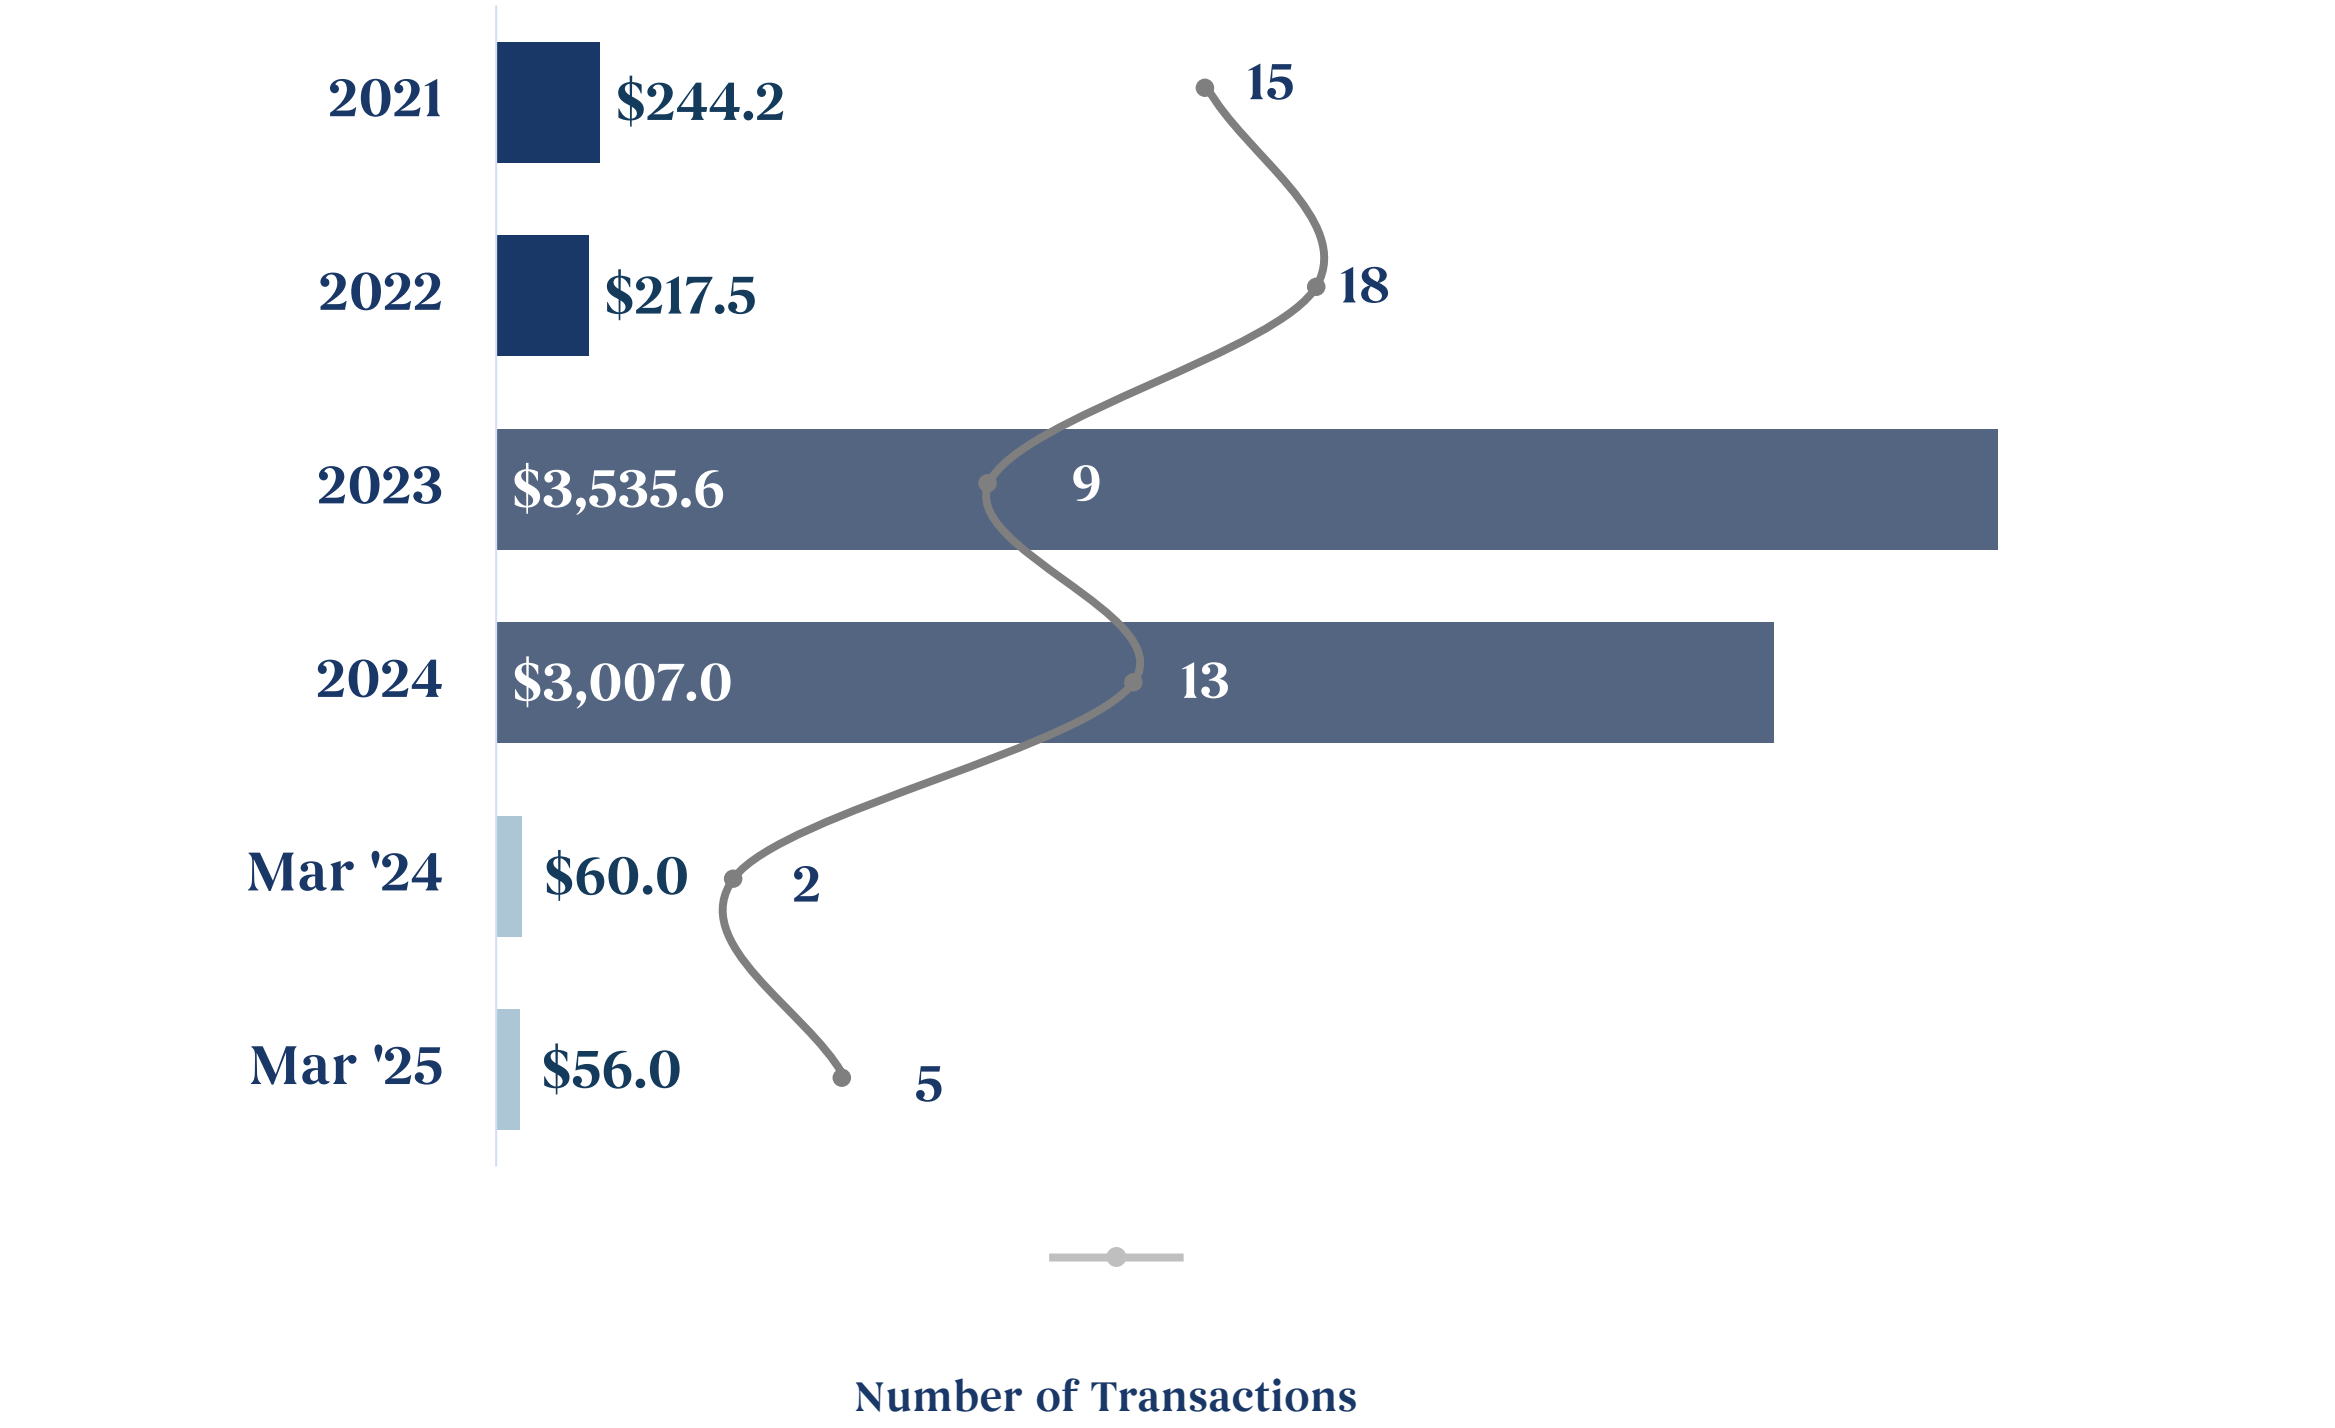 2021 $244.2 15
2022 $217.5 18
2023 $3,535.6 9
2024 $3,007.0 13
Mar '24 $60.0 2
Mar '25 $56.0 5
Number of Transactions